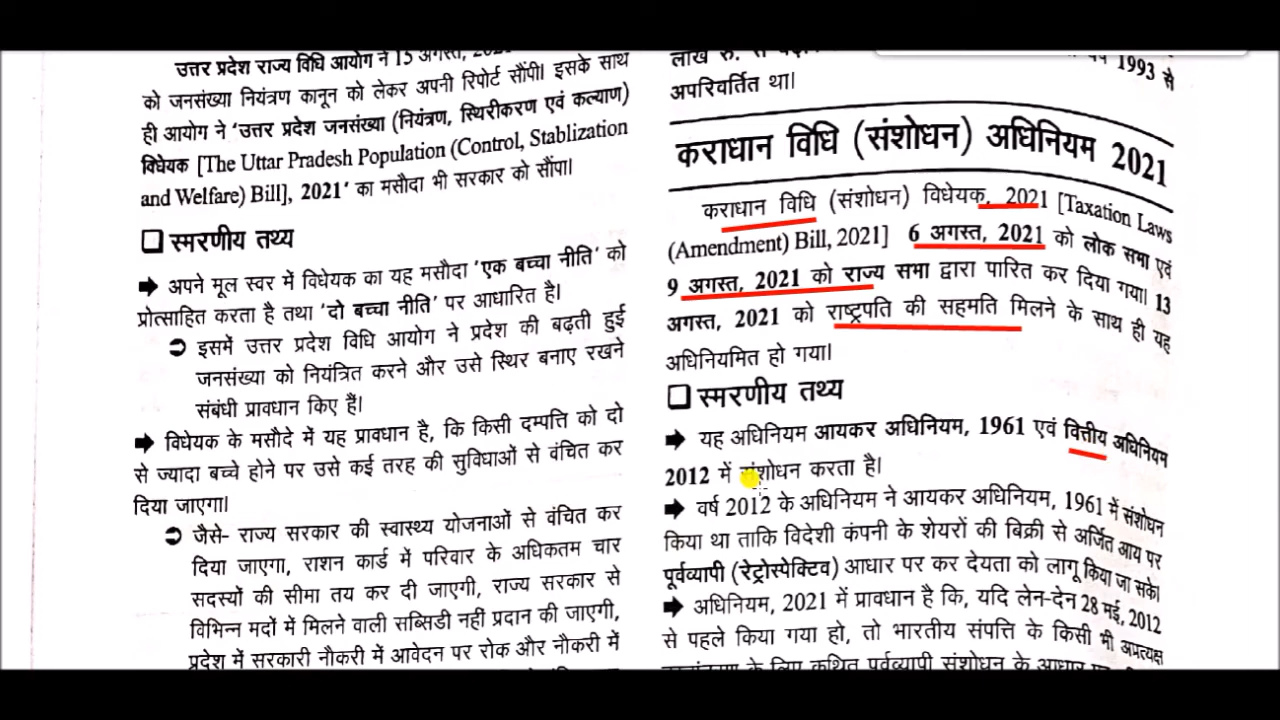 उत्तर प्रदेश राज्य विधि आयोग ने 15 अगस्त,
को जनसंख्या नियंत्रण कानून को लेकर अपनी रिपोर्ट सौंपी। इसके साथ
ही आयोग ने 'उत्तर प्रदेश जनसंख्या (नियंत्रण, स्थिरीकरण एवं कल्याण)
विधेयक [The Uttar Pradesh Population (Control, Stablization
and Welfare) Bill], 2021' का मसौदा भी सरकार को सौंपा।
❑ स्मरणीय तथ्य
➡ अपने मूल स्वर में विधेयक का यह मसौदा 'एक बच्चा नीति' को
प्रोत्साहित करता है तथा 'दो बच्चा नीति' पर आधारित है।
➲ इसमें उत्तर प्रदेश विधि आयोग ने प्रदेश की बढ़ती हुई
जनसंख्या को नियंत्रित करने और उसे स्थिर बनाए रखने
संबंधी प्रावधान किए हैं।
➡ विधेयक के मसौदे में यह प्रावधान है, कि किसी दम्पत्ति को दो
से ज्यादा बच्चे होने पर उसे कई तरह की सुविधाओं से वंचित कर
दिया जाएगा।
➲ जैसे- राज्य सरकार की स्वास्थ्य योजनाओं से वंचित कर
दिया जाएगा, राशन कार्ड में परिवार के अधिकतम चार
सदस्यों की सीमा तय कर दी जाएगी, राज्य सरकार से
विभिन्न मदों में मिलने वाली सब्सिडी नहीं प्रदान की जाएगी,
प्रदेश में सरकारी नौकरी में आवेदन पर रोक और नौकरी में
लाख रु. से 1993 से
अपरिवर्तित था।
कराधान विधि (संशोधन) अधिनियम 2021
कराधान विधि (संशोधन) विधेयक, 2021 [Taxation Laws
(Amendment) Bill, 2021] 6 अगस्त, 2021 को लोक सभा एवं
9 अगस्त, 2021 को राज्य सभा द्वारा पारित कर दिया गया। 13
अगस्त, 2021 को राष्ट्रपति की सहमति मिलने के साथ ही यह
अधिनियमित हो गया।
❑ स्मरणीय तथ्य
➡ यह अधिनियम आयकर अधिनियम, 1961 एवं वित्तीय अधिनियम
2012 में संशोधन करता है।
➡ वर्ष 2012 के अधिनियम ने आयकर अधिनियम, 1961 में संशोधन
किया था ताकि विदेशी कंपनी के शेयरों की बिक्री से अर्जित आय पर
पूर्वव्यापी (रेट्रोस्पेक्टिव) आधार पर कर देयता को लागू किया जा सके।
➡ अधिनियम, 2021 में प्रावधान है कि, यदि लेन-देन 28 मई, 2012
से पहले किया गया हो, तो भारतीय संपत्ति के किसी भी अप्रत्यक्ष
के लिए कथित पूर्वव्यापी संशोधन के आधार